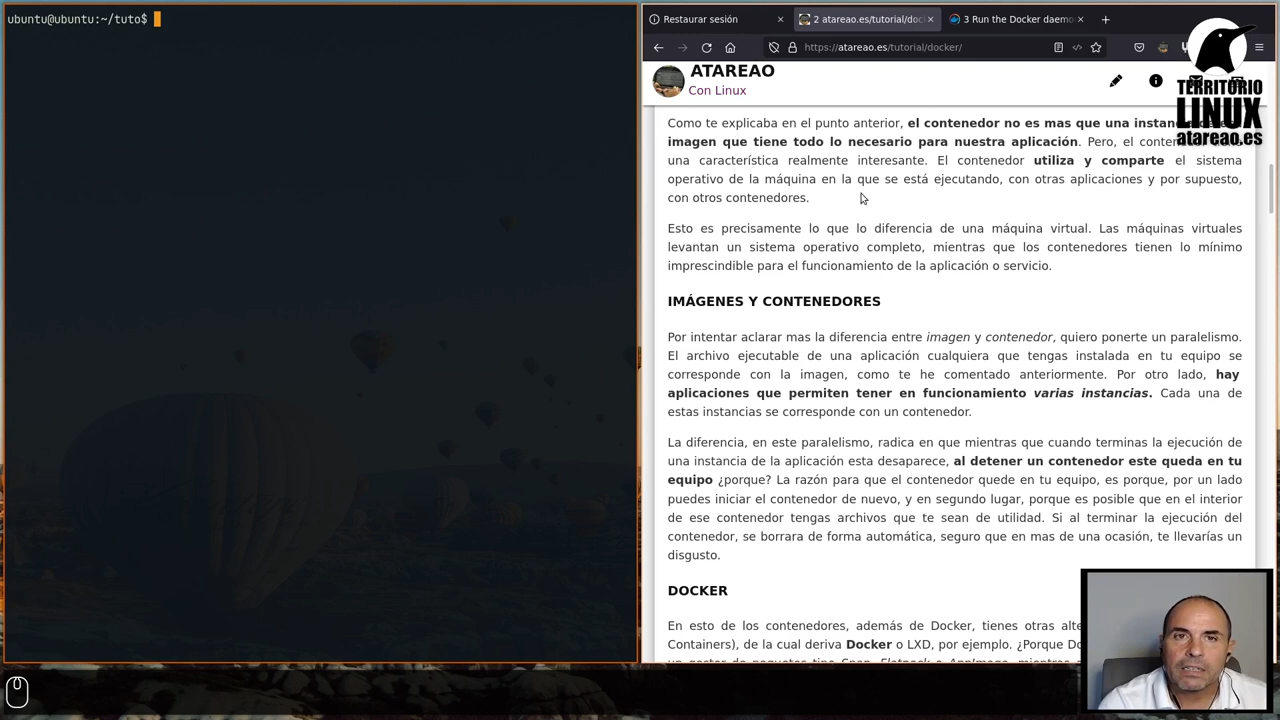 ubuntu@ubuntu:~/tuto$
Restaurar sesión
2 atareao.es/tutorial/doc
3 Run the Docker daemo
https://atareao.es/tutorial/docker/
ATAREAO
Con Linux
TERRITORIO
LINUX
atareao.es
Como te explicaba en el punto anterior, el contenedor no es mas que una
imagen que tiene todo lo necesario para nuestra aplicación. Pero, el
una característica realmente interesante. El contenedor utiliza y comparte el sistema
operativo de la máquina en la que se está ejecutando, con otras aplicaciones y por supuesto,
con otros contenedores.
Esto es precisamente lo que lo diferencia de una máquina virtual. Las máquinas virtuales
levantan un sistema operativo completo, mientras que los contenedores tienen lo mínimo
imprescindible para el funcionamiento de la aplicación o servicio.
IMÁGENES Y CONTENEDORES
Por intentar aclarar mas la diferencia entre imagen y contenedor, quiero ponerte un paralelismo.
El archivo ejecutable de una aplicación cualquiera que tengas instalada en tu equipo se
corresponde con la imagen, como te he comentado anteriormente. Por otro lado, hay
aplicaciones que permiten tener en funcionamiento varias instancias. Cada una de
estas instancias se corresponde con un contenedor.
La diferencia, en este paralelismo, radica en que mientras que cuando terminas la ejecución de
una instancia de la aplicación esta desaparece, al detener un contenedor este queda en tu
equipo ¿porque? La razón para que el contenedor quede en tu equipo, es porque, por un lado
puedes iniciar el contenedor de nuevo, y en segundo lugar, porque es posible que en el interior
de ese contenedor tengas archivos que te sean de utilidad. Si al terminar la ejecución del
contenedor, se borrara de forma automática, seguro que en mas de una ocasión, te llevarías un
disgusto.
DOCKER
En esto de los contenedores, además de Docker, tienes otras
Containers), de la cual deriva Docker o LXD, por ejemplo. ¿Porque